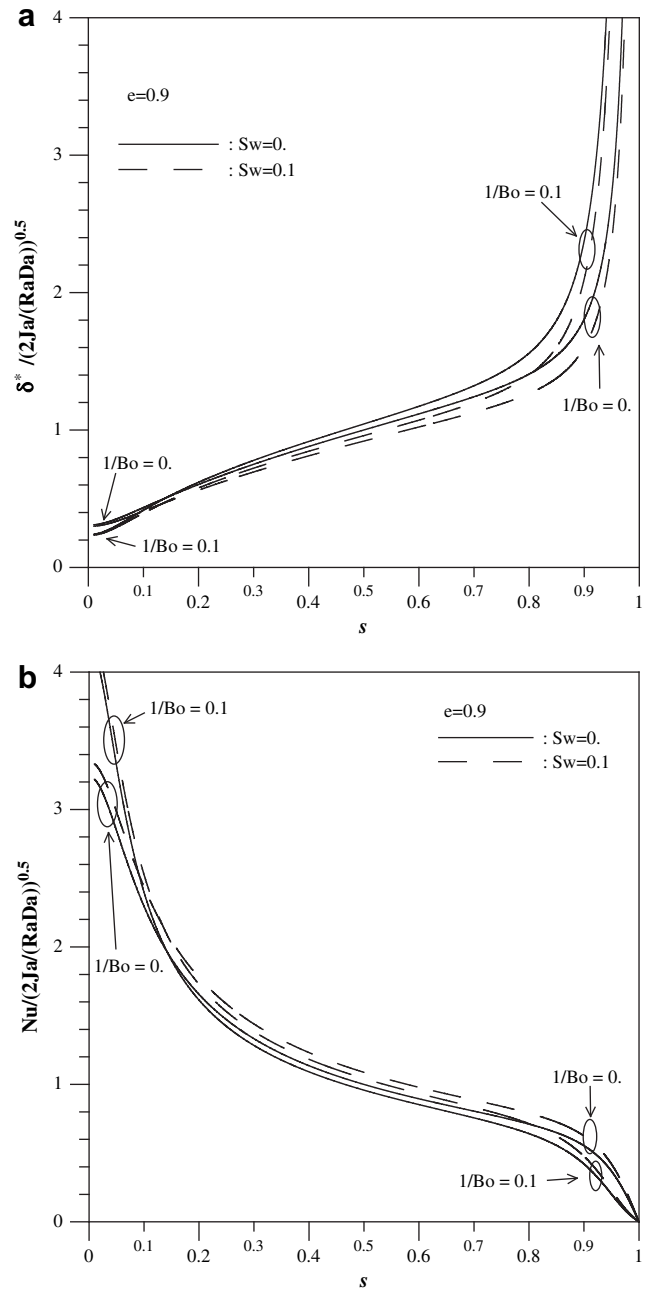 a
4
3
2
1
0
δ* /(2Ja/(RaDa))^0.5
e=0.9
: Sw=0.
: Sw=0.1
1/Bo = 0.1
1/Bo = 0.
1/Bo = 0.
1/Bo = 0.1
0 0.1 0.2 0.3 0.4 0.5 0.6 0.7 0.8 0.9 1
s
b
4
3
2
1
0
Nu/(2Ja/(RaDa))^0.5
1/Bo = 0.1
e=0.9
: Sw=0.
: Sw=0.1
1/Bo = 0.
1/Bo = 0.
1/Bo = 0.1
0 0.1 0.2 0.3 0.4 0.5 0.6 0.7 0.8 0.9 1
s